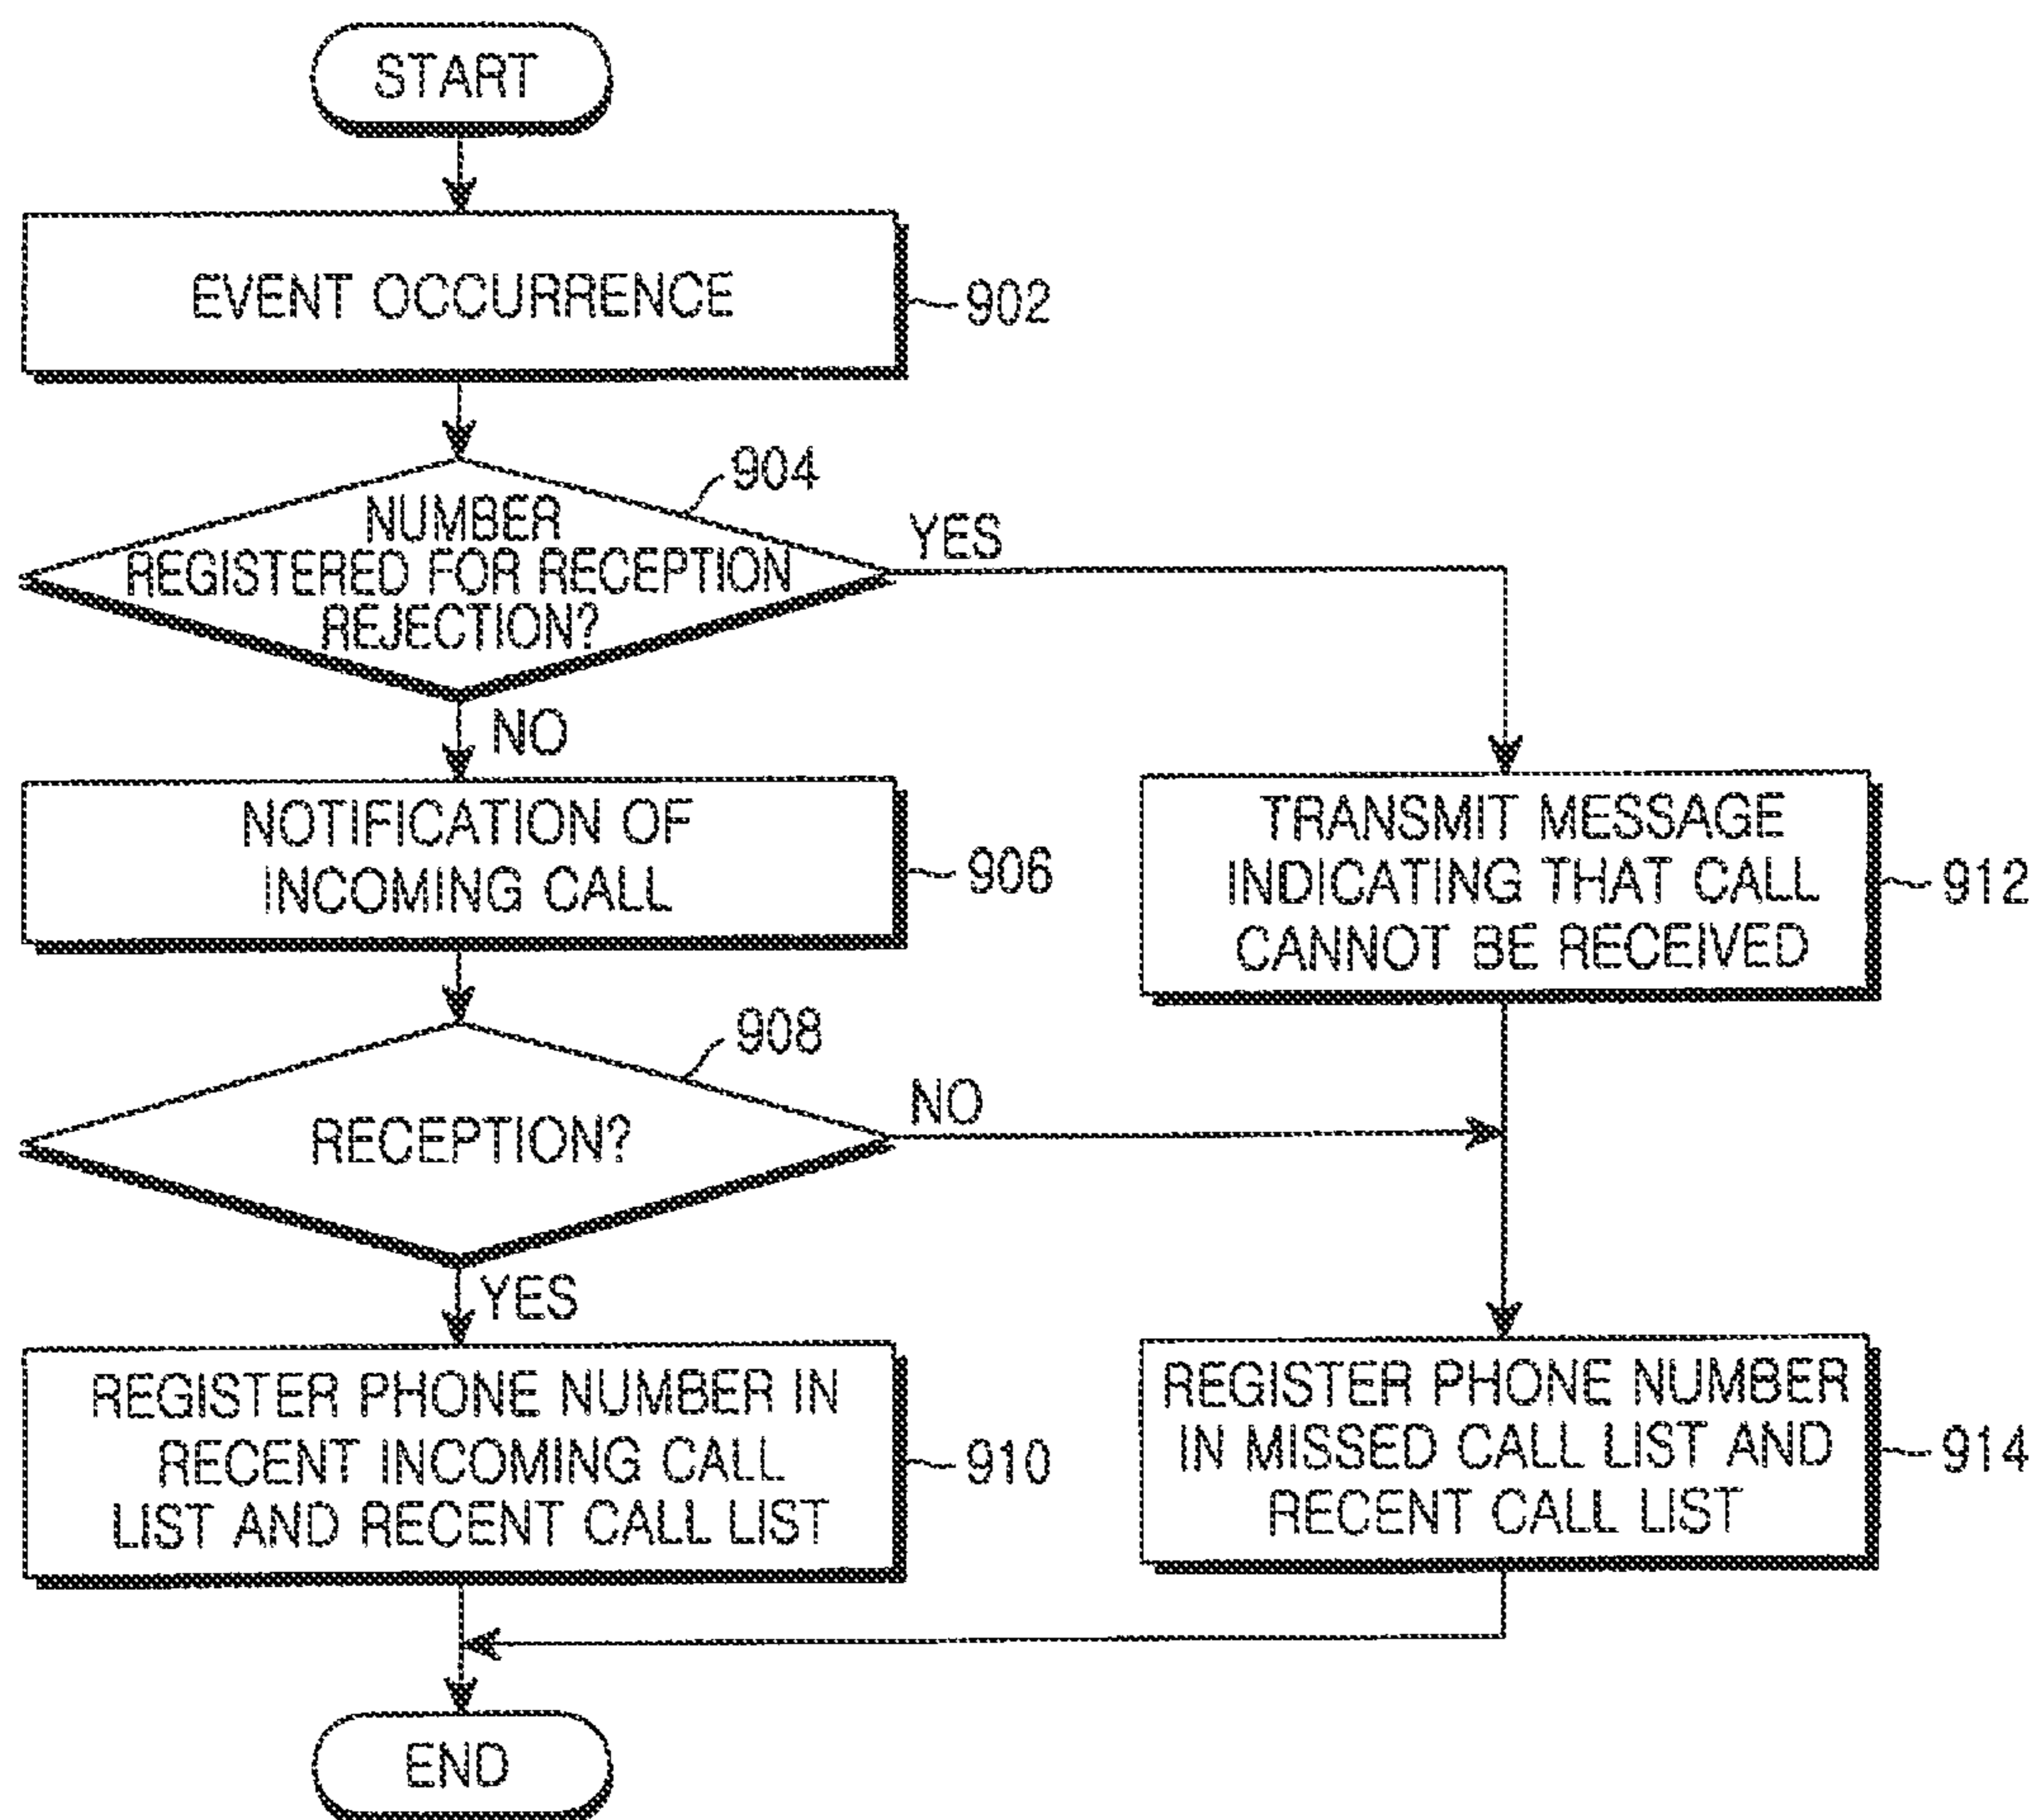 START
EVENT OCCURRENCE
902
904
NUMBER
REGISTERED FOR RECEPTION
REJECTION?
YES
NO
NOTIFICATION OF
INCOMING CALL
906
TRANSMIT MESSAGE
INDICATING THAT CALL
CANNOT BE RECEIVED
912
908
RECEPTION?
NO
YES
REGISTER PHONE NUMBER IN
RECENT INCOMING CALL
LIST AND RECENT CALL LIST
910
REGISTER PHONE NUMBER
IN MISSED CALL LIST AND
RECENT CALL LIST
914
END